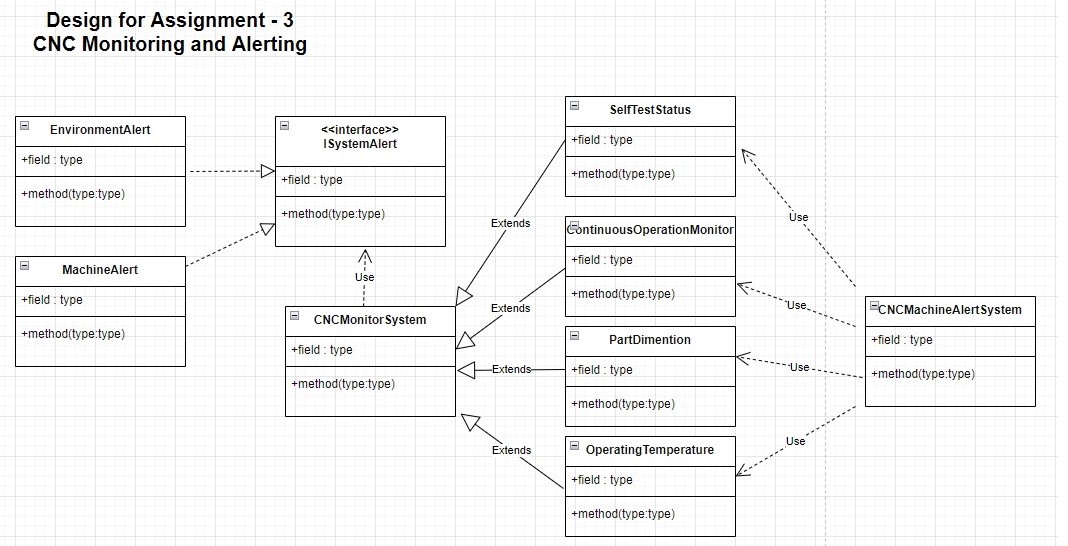 Design for Assignment - 3
CNC Monitoring and Alerting
EnvironmentAlert
+field : type
+method(type:type)
MachineAlert
+field : type
+method(type:type)
<<interface>>
ISystemAlert
+field : type
+method(type:type)
Use
CNCMonitorSystem
+field : type
+method(type:type)
Extends
Extends
Extends
Extends
SelfTestStatus
+field : type
+method(type:type)
ContinuousOperationMonitor
+field : type
+method(type:type)
PartDimention
+field : type
+method(type:type)
OperatingTemperature
+field : type
+method(type:type)
Use
Use
Use
Use
CNCMachineAlertSystem
+field : type
+method(type:type)